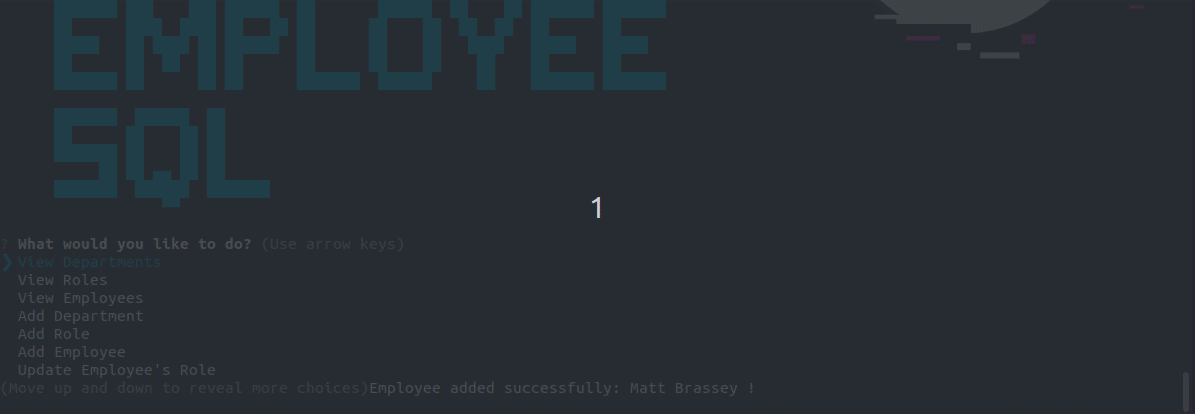 EMPLOYEE
SQL
1
? What would you like to do? (Use arrow keys)
❯ View Departments
View Roles
View Employees
Add Department
Add Role
Add Employee
Update Employee's Role
(Move up and down to reveal more choices)Employee added successfully: Matt Brassey !